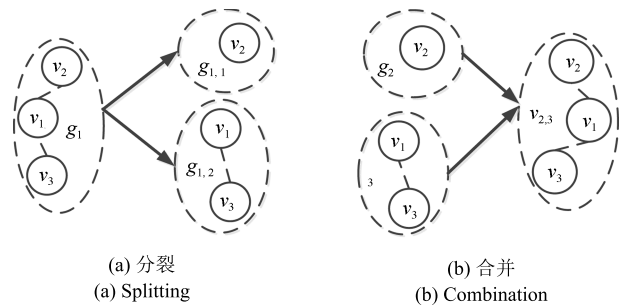 v2
v1
g1
v3
v2
g1,1
v1
g1,2
v3
(a) 分裂
(a) Splitting
v2
g2
v1
3
v3
v2
v2,3
v1
v3
(b) 合并
(b) Combination